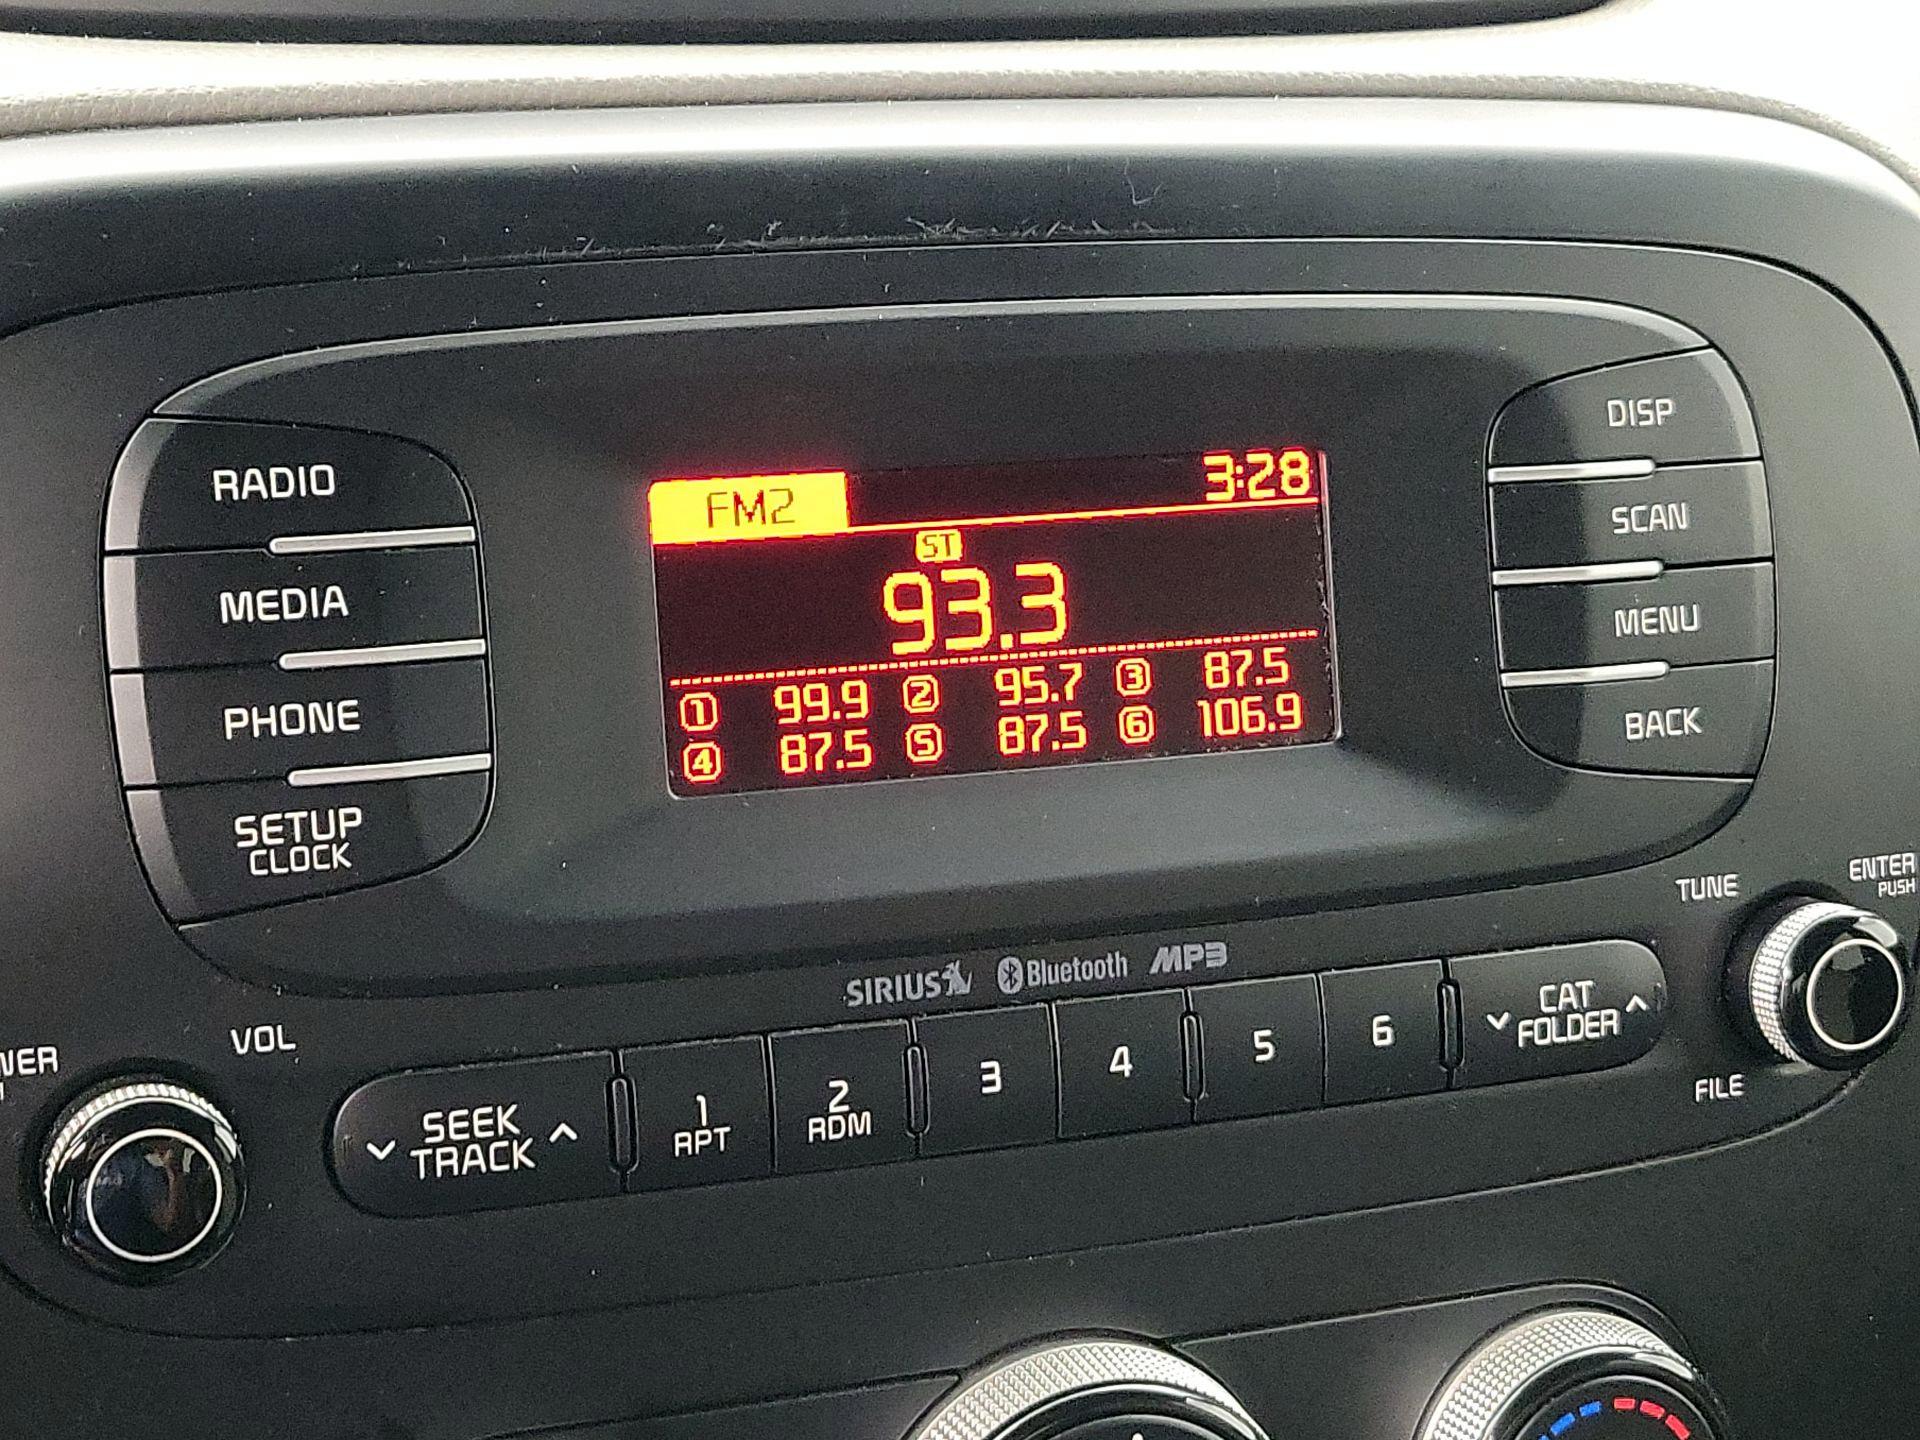 RADIO
MEDIA
PHONE
SETUP
CLOCK
FM2 3:28
ST
93.3
1 99.9 2 95.7 3 87.5
4 87.5 5 87.5 6 106.9
DISP
SCAN
MENU
BACK
SIRIUS Bluetooth MP3
TUNE
ENTER
PUSH
VOL
SEEK
TRACK
1
RPT
2
RDM
3
4
5
6
CAT
FOLDER
FILE